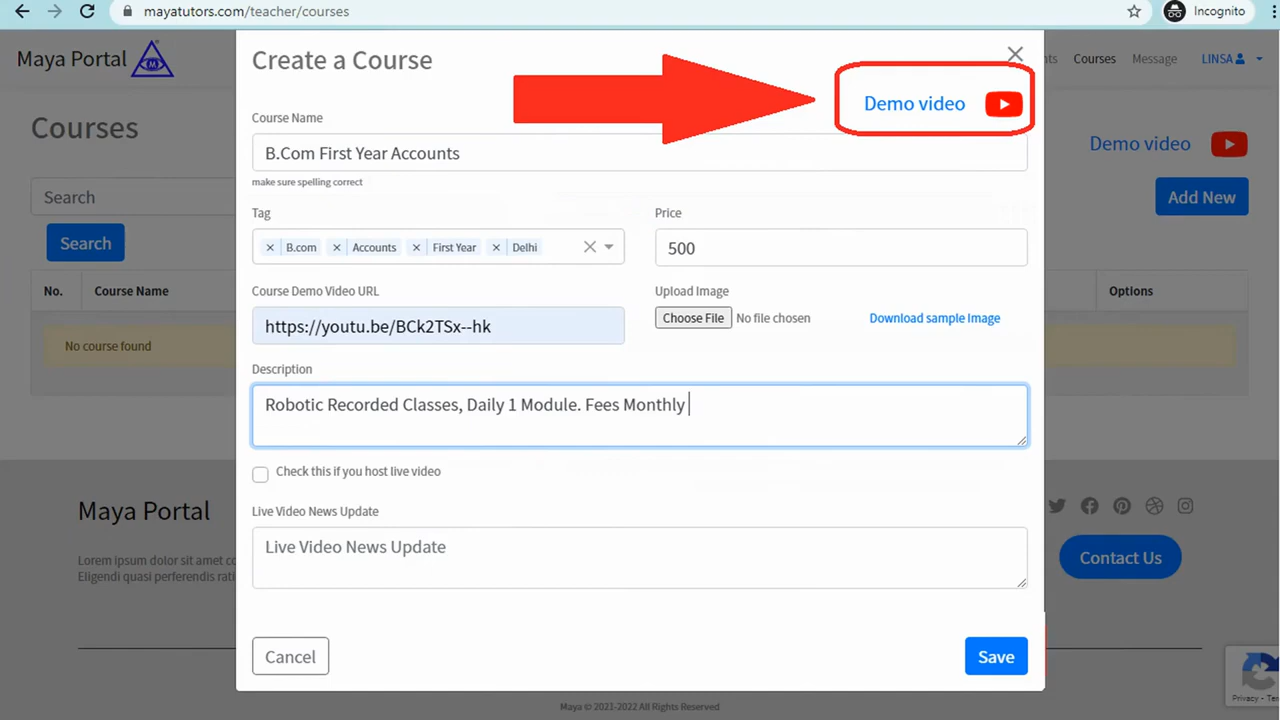 mayatutors.com/teacher/courses
Incognito
Maya Portal
Courses
Message
LINSA
Create a Course
Demo video
Courses
Course Name
B.Com First Year Accounts
make sure spelling correct
Demo video
Search
Add New
Search
Tag
Price
× B.com × Accounts × First Year × Delhi
500
No.
Course Name
Options
Course Demo Video URL
Upload Image
https://youtu.be/BCk2TSx--hk
Choose File No file chosen
Download sample Image
No course found
Description
Robotic Recorded Classes, Daily 1 Module. Fees Monthly
Check this if you host live video
Live Video News Update
Live Video News Update
Maya Portal
Lorem ipsum dolor sit amet
Eligendi quasi perferendis
Contact Us
Cancel
Save
Privacy
Maya © 2021-2022 All Rights Reserved